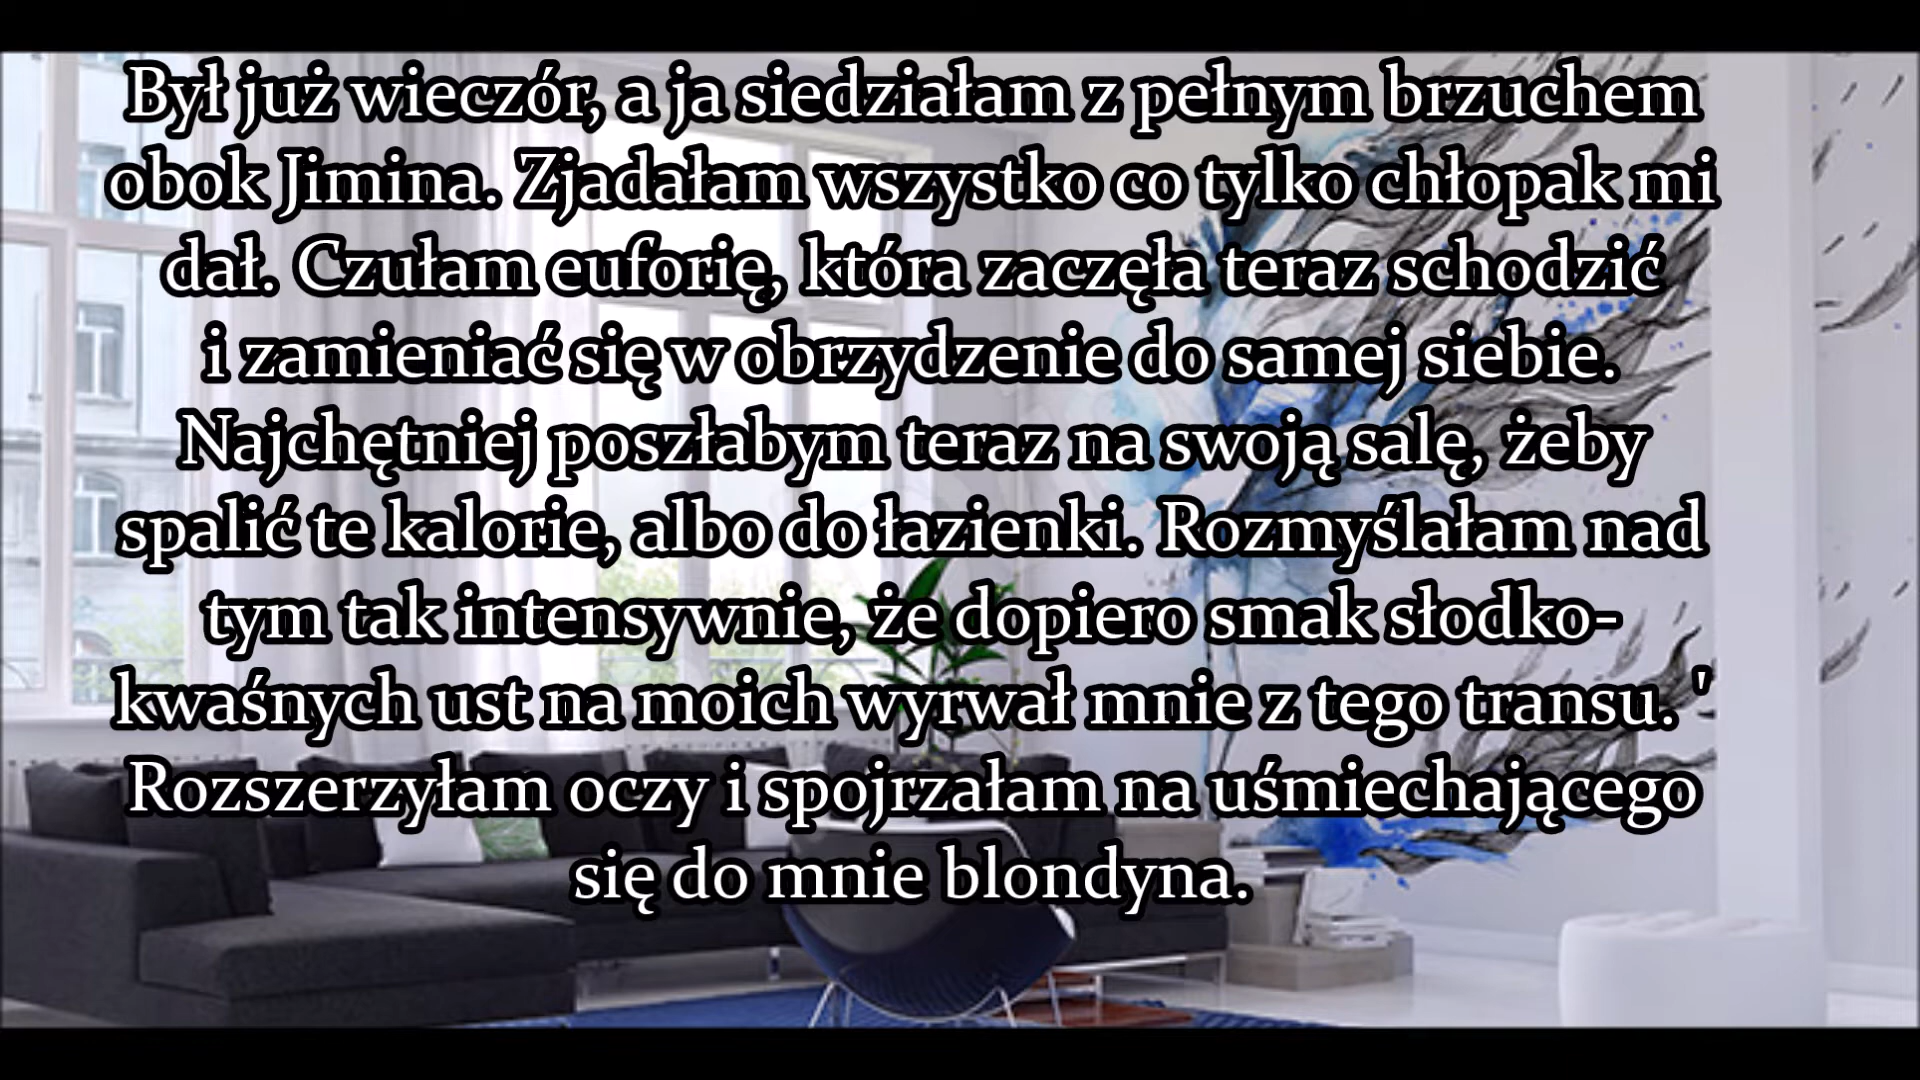 Był już wieczór, a ja siedziałam z pełnym brzuchem
obok Jimina. Zjadałam wszystko co tylko chłopak mi
dał. Czułam euforię, która zaczęła teraz schodzić
i zamieniać się w obrzydzenie do samej siebie.
Najchętniej poszłabym teraz na swoją salę, żeby
spalić te kalorie, albo do łazienki. Rozmyślałam nad
tym tak intensywnie, że dopiero smak słodko-
kwaśnych ust na moich wyrwał mnie z tego transu. '
Rozszerzyłam oczy i spojrzałam na uśmiechającego
się do mnie blondyna.